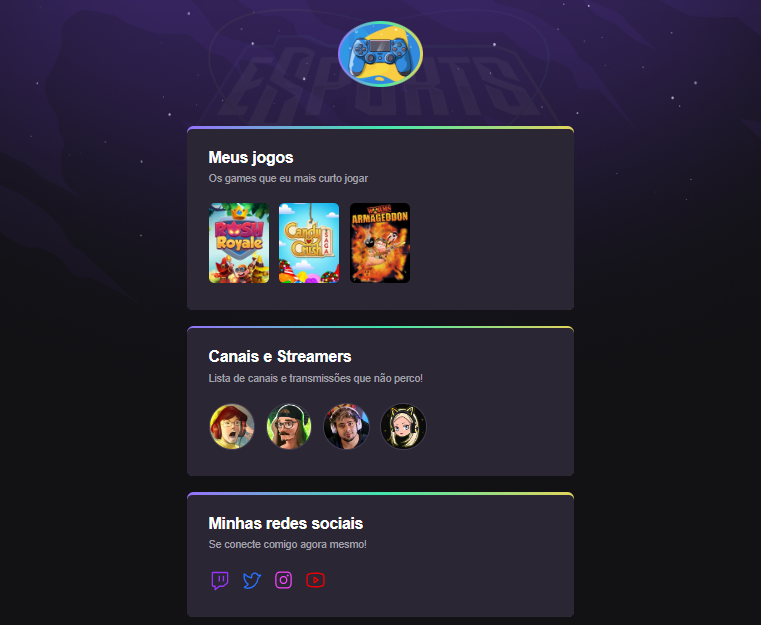 ESPORTS
Meus jogos
Os games que eu mais curto jogar
RUSH
Royale
Candy
Crush
SAGA
WORMS
ARMAGEDDON
Canais e Streamers
Lista de canais e transmissões que não perco!
Minhas redes sociais
Se conecte comigo agora mesmo!